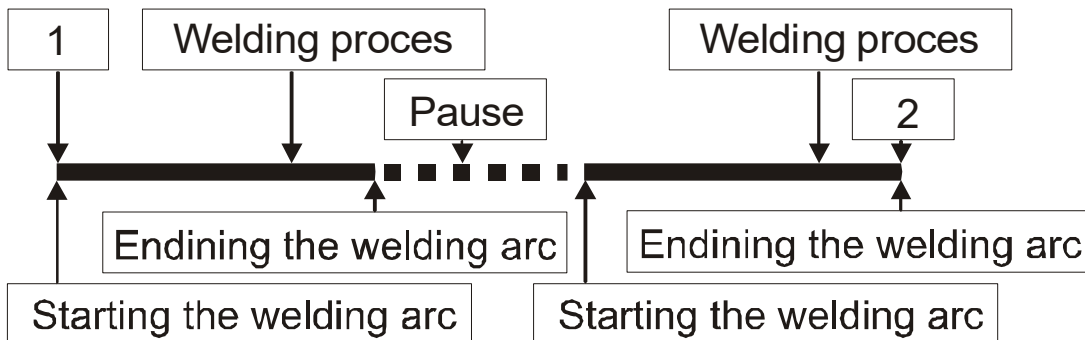 1
Welding proces
Welding proces
Pause
2
Endining the welding arc
Endining the welding arc
Starting the welding arc
Starting the welding arc